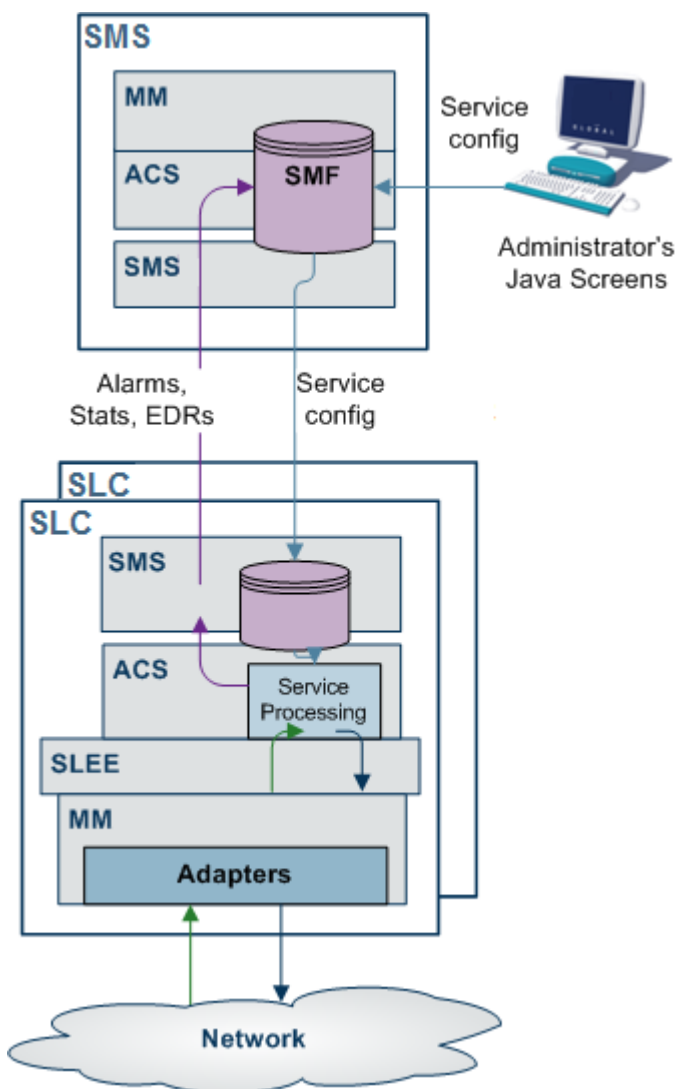 SMS
MM
ACS
SMF
SMS
Service
config
GLOBAL
Administrator's
Java Screens
Alarms,
Stats, EDRs
Service
config
SLC
SLC
SMS
ACS
Service
Processing
SLEE
MM
Adapters
Network